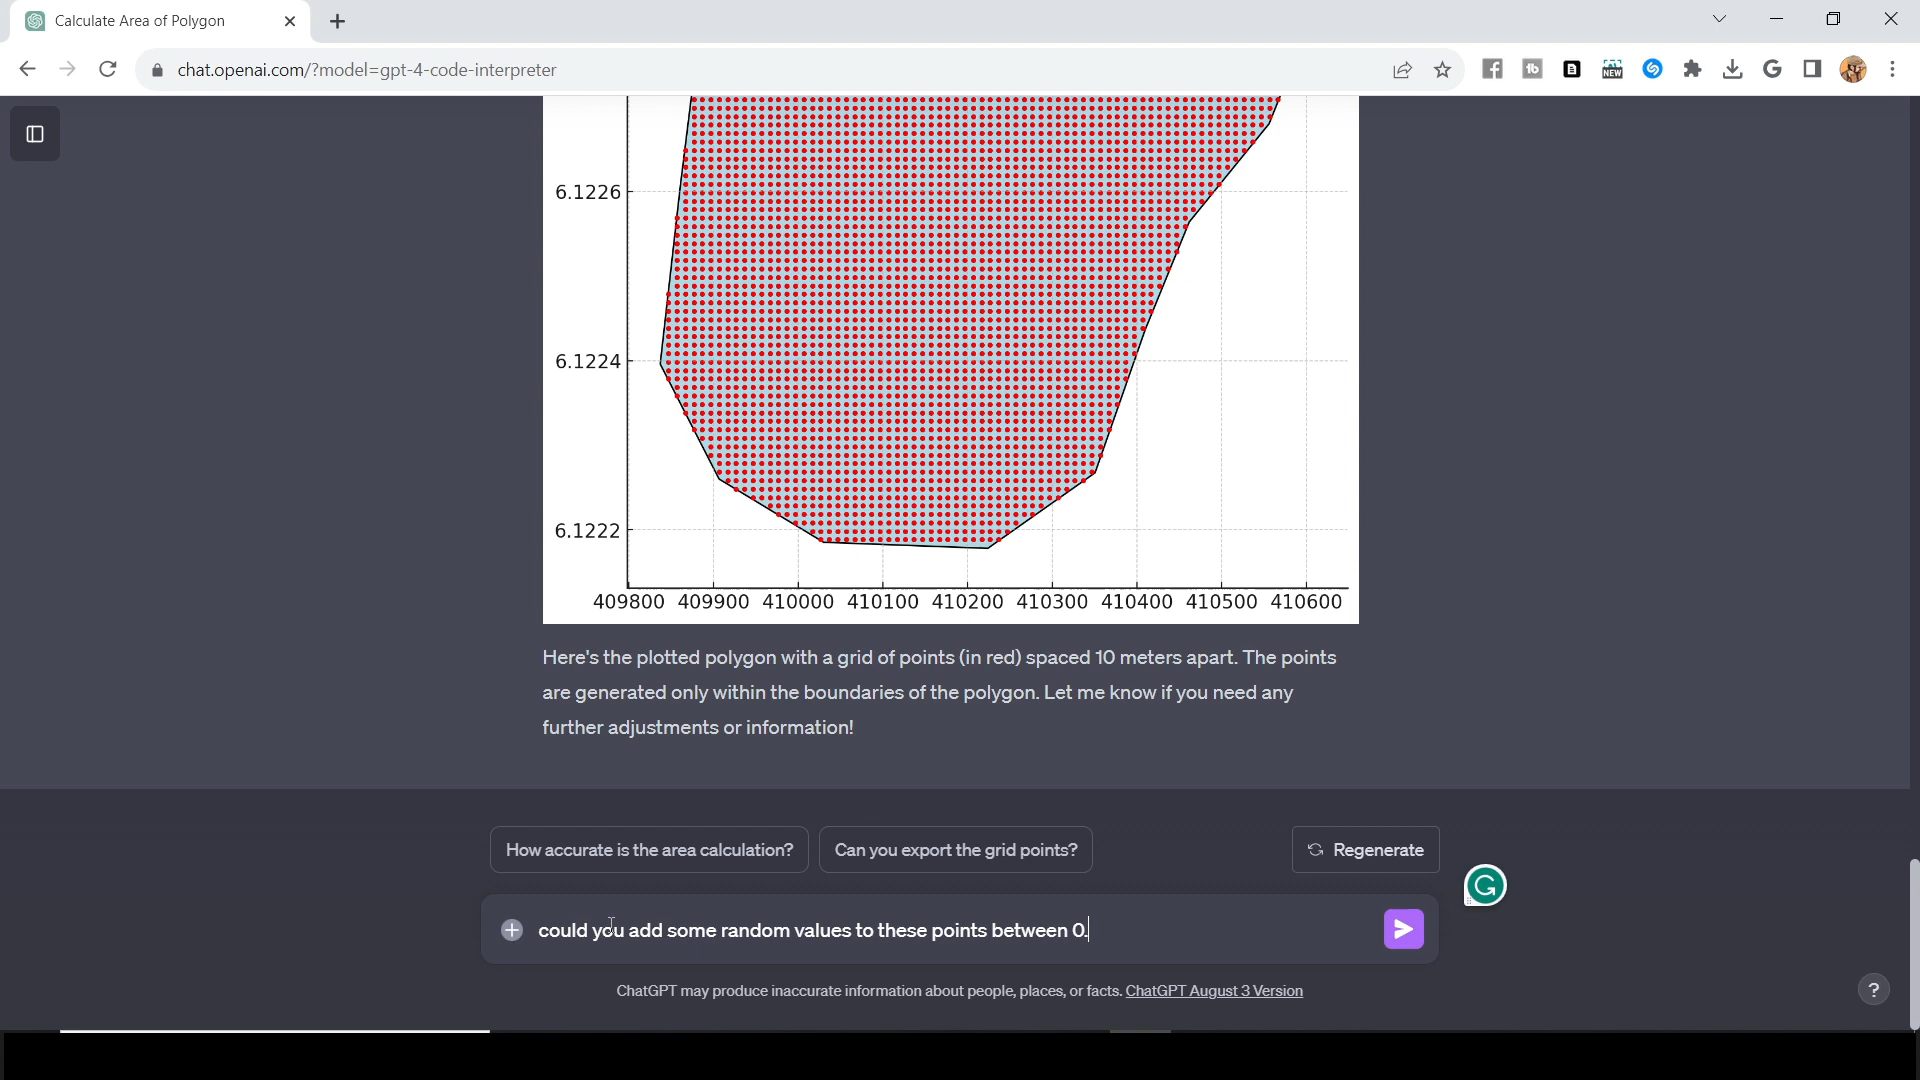 Calculate Area of Polygon
chat.openai.com/?model=gpt-4-code-interpreter
NEW
6.1226
6.1224
6.1222
409800 409900 410000 410100 410200 410300 410400 410500 410600
Here's the plotted polygon with a grid of points (in red) spaced 10 meters apart. The points
are generated only within the boundaries of the polygon. Let me know if you need any
further adjustments or information!
How accurate is the area calculation? Can you export the grid points? Regenerate
could you add some random values to these points between 0.
ChatGPT may produce inaccurate information about people, places, or facts. ChatGPT August 3 Version
?